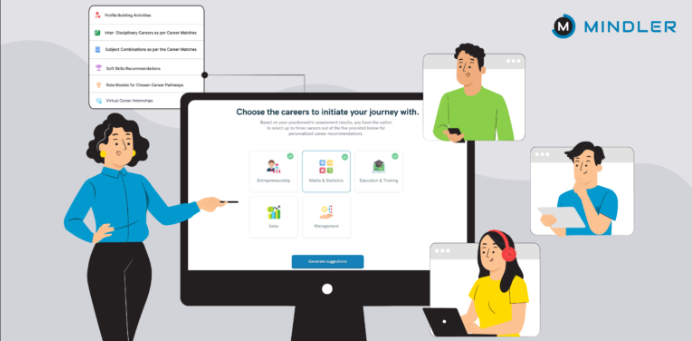 Profile Building Activities
Inter- Disciplinary Careers as per Career Matches
Subject Combinations as per the Career Matches
Soft Skills Recommendations
Role Models for Chosen Career Pathways
Virtual Career Internships
M MINDLER
Choose the careers to initiate your journey with.
Based on your psychometric assessment results, you have the option
to select up to three careers out of the five provided below for
personalised career recommendations.
Entrepreneurship
Maths & Statistics
Education & Training
Sales
Management
Generate suggestions